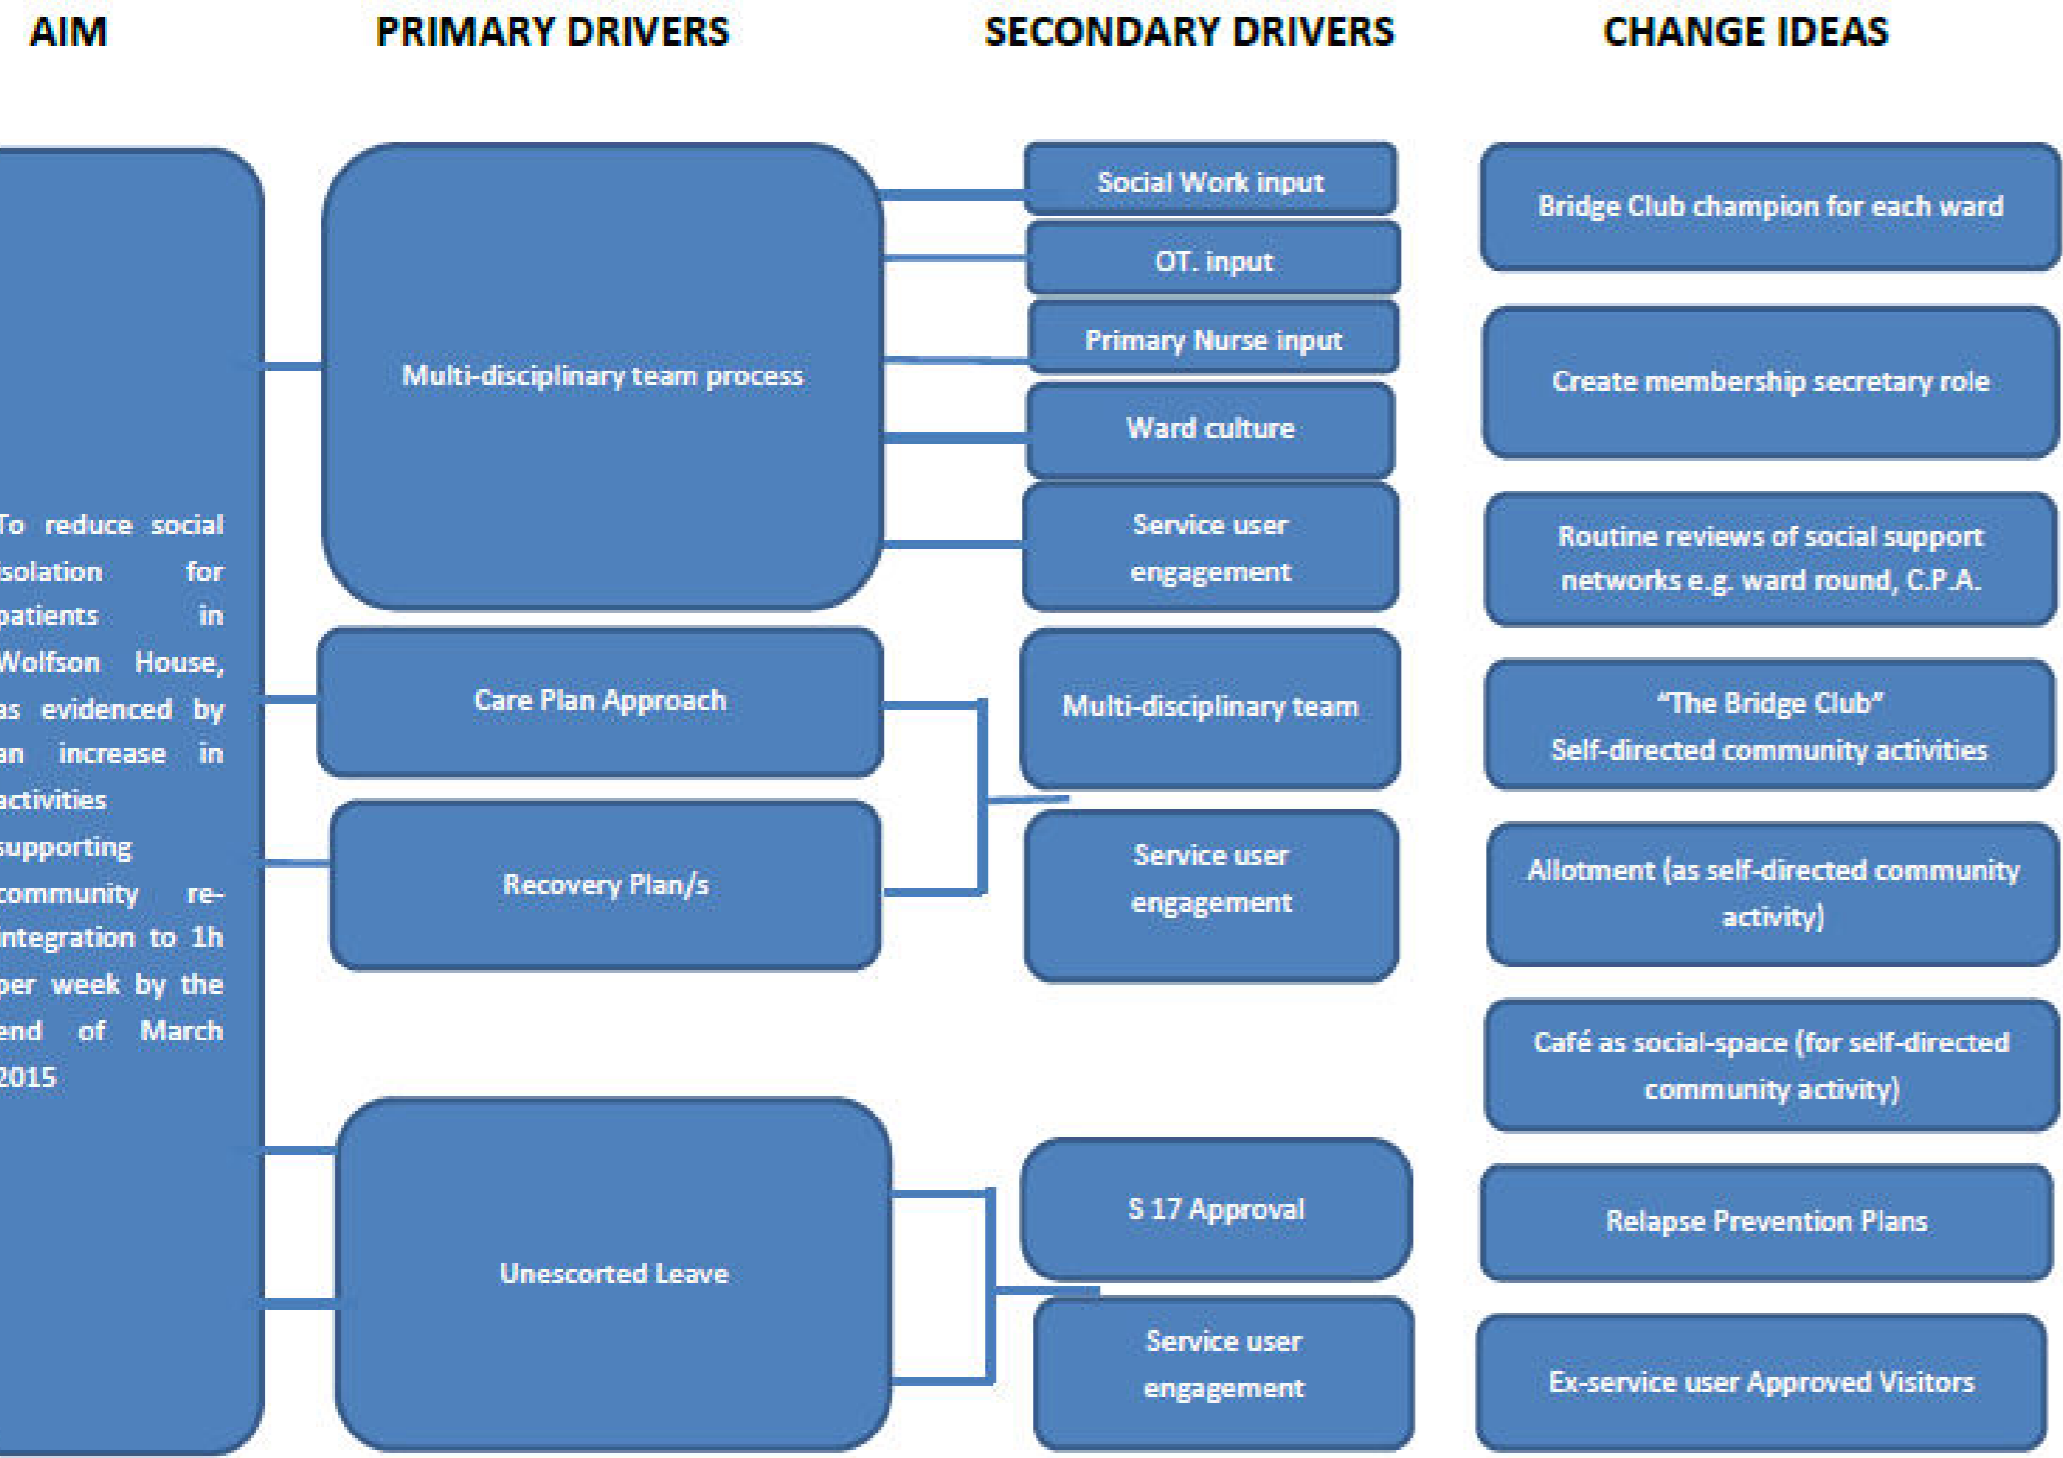 AIM
PRIMARY DRIVERS
SECONDARY DRIVERS
CHANGE IDEAS
To reduce social
isolation for
patients in
Wolfson House,
as evidenced by
an increase in
activities
supporting
community re-
integration to 1h
per week by the
end of March
2015
Multi-disciplinary team process
Care Plan Approach
Recovery Plan/s
Unescorted Leave
Social Work input
OT. input
Primary Nurse input
Ward culture
Service user
engagement
Multi-disciplinary team
Service user
engagement
S 17 Approval
Service user
engagement
Bridge Club champion for each ward
Create membership secretary role
Routine reviews of social support
networks e.g. ward round, C.P.A.
“The Bridge Club”
Self-directed community activities
Allotment (as self-directed community
activity)
Café as social-space (for self-directed
community activity)
Relapse Prevention Plans
Ex-service user Approved Visitors